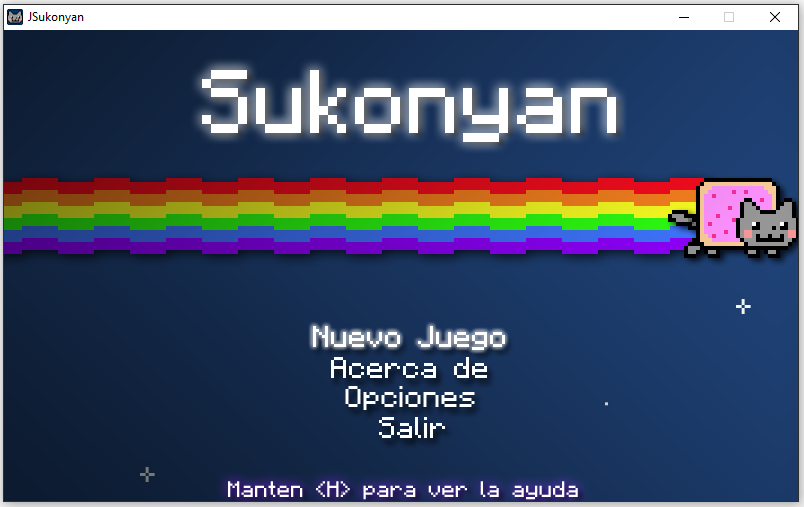 JSukonyan
Sukonyan
Nuevo Juego
Acerca de
Opciones
Salir
Manten <H> para ver la ayuda